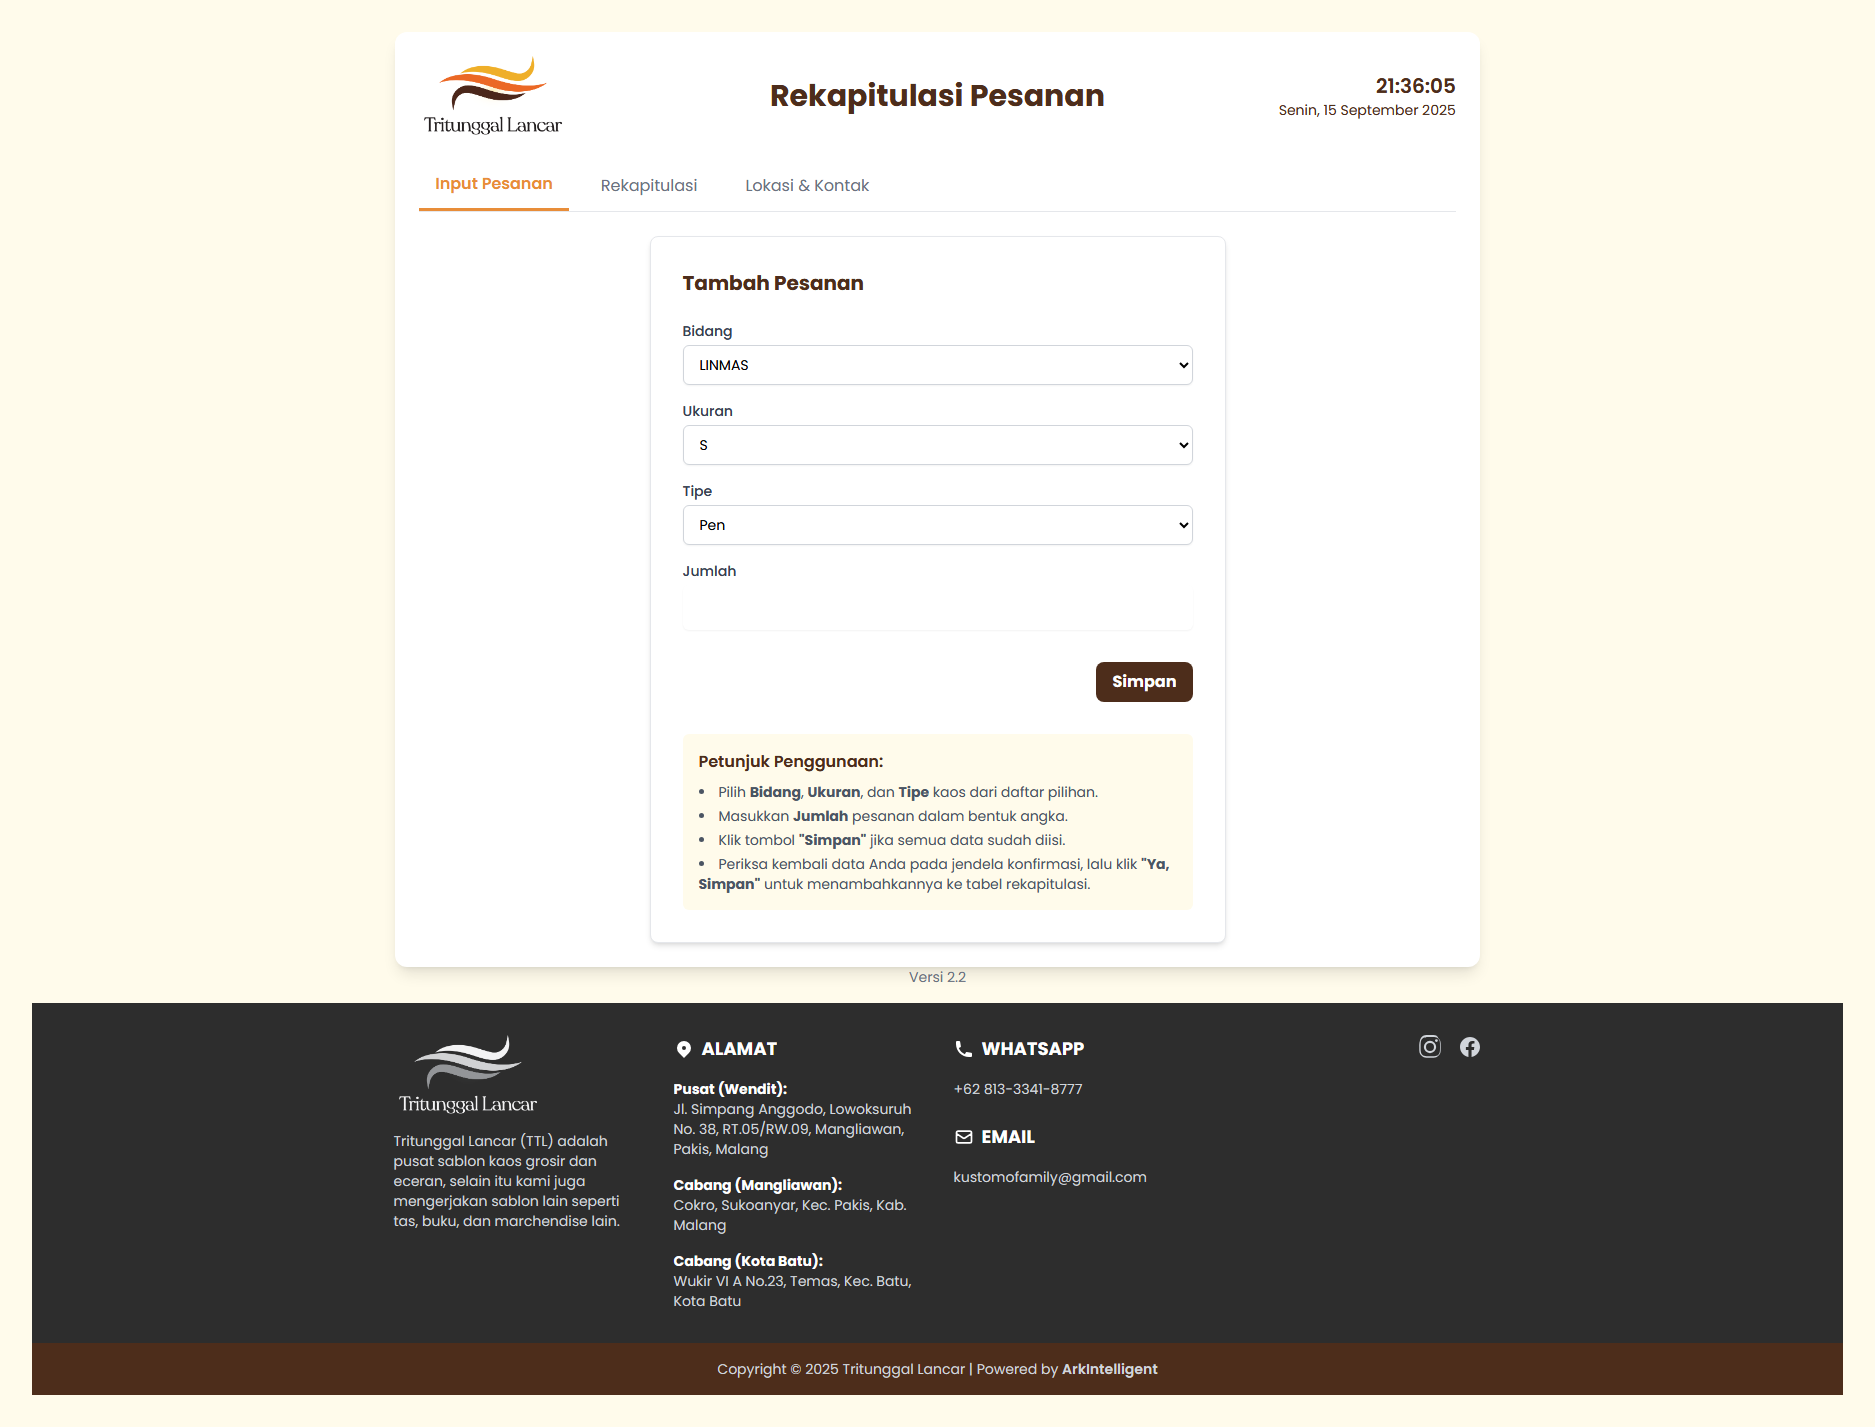 Tritunggal Lancar
Rekapitulasi Pesanan
21:36:05
Senin, 15 September 2025
Input Pesanan
Rekapitulasi
Lokasi & Kontak
Tambah Pesanan
Bidang
LINMAS
Ukuran
S
Tipe
Pen
Jumlah
Simpan
Petunjuk Penggunaan:
• Pilih Bidang, Ukuran, dan Tipe kaos dari daftar pilihan.
• Masukkan Jumlah pesanan dalam bentuk angka.
• Klik tombol "Simpan" jika semua data sudah diisi.
• Periksa kembali data Anda pada jendela konfirmasi, lalu klik "Ya,
Simpan" untuk menambahkannya ke tabel rekapitulasi.
Versi 2.2
Tritunggal Lancar
Tritunggal Lancar (TTL) adalah
pusat sablon kaos grosir dan
eceran, selain itu kami juga
mengerjakan sablon lain seperti
tas, buku, dan marchendise lain.
ALAMAT
Pusat (Wendit):
Jl. Simpang Anggodo, Lowoksuruh
No. 38, RT.05/RW.09, Mangliawan,
Pakis, Malang
Cabang (Mangliawan):
Cokro, Sukoanyar, Kec. Pakis, Kab.
Malang
Cabang (Kota Batu):
Wukir VI A No.23, Temas, Kec. Batu,
Kota Batu
WHATSAPP
+62 813-3341-8777
EMAIL
kustomofamily@gmail.com
Copyright © 2025 Tritunggal Lancar | Powered by ArkIntelligent